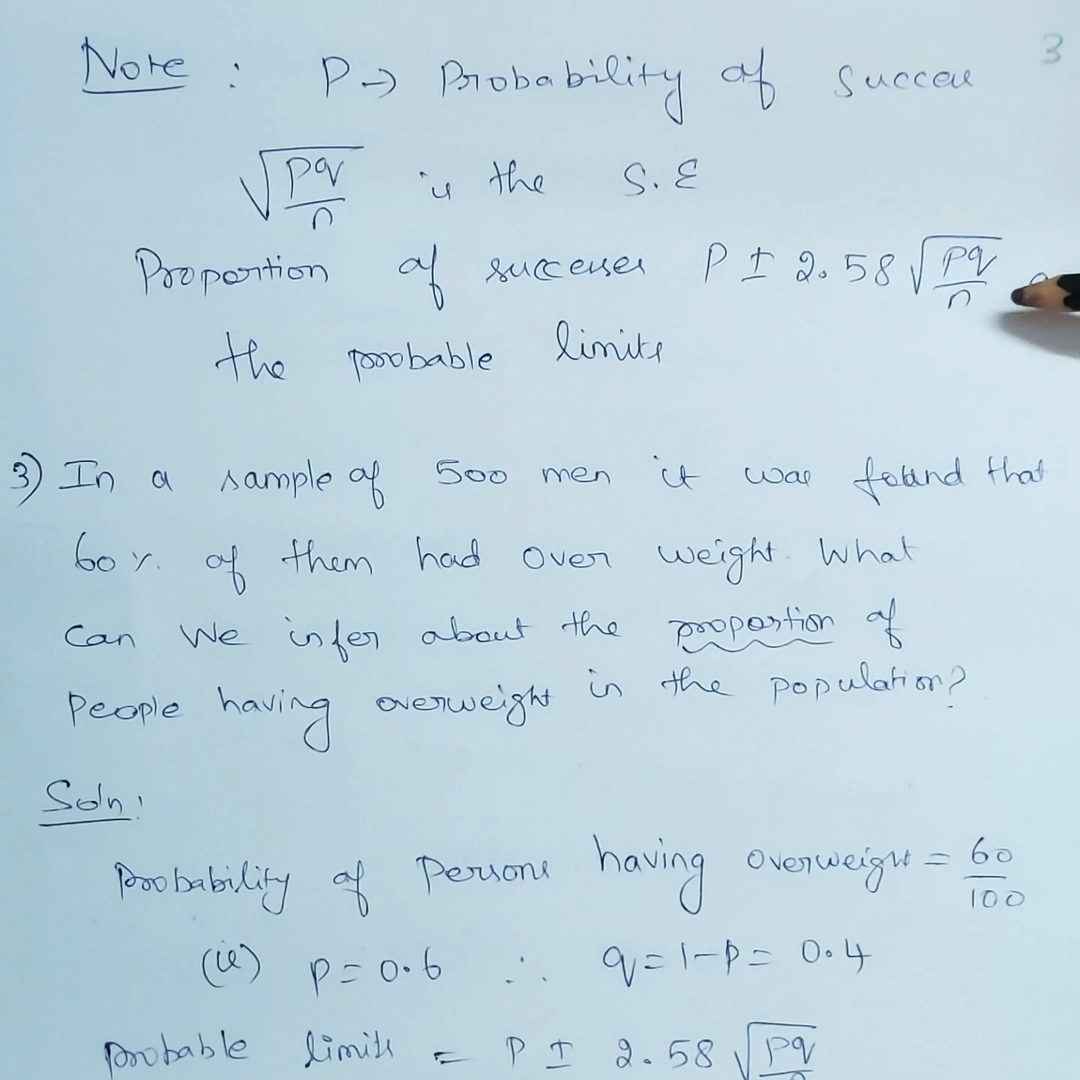 3
Note : P → Probability of success
√(pq/n) is the S.E
Proportion of successes P ± 2.58 √(pq/n)
the probable limits
3) In a sample of 500 men it was found that
60 %. of them had over weight. What
can we infer about the proportion of
people having overweight in the population?
Soln:
Probability of persons having overweight = 60/100
(ie) p = 0.6 ∴ q = 1-p = 0.4
probable limits = P ± 2.58 √(pq/n)